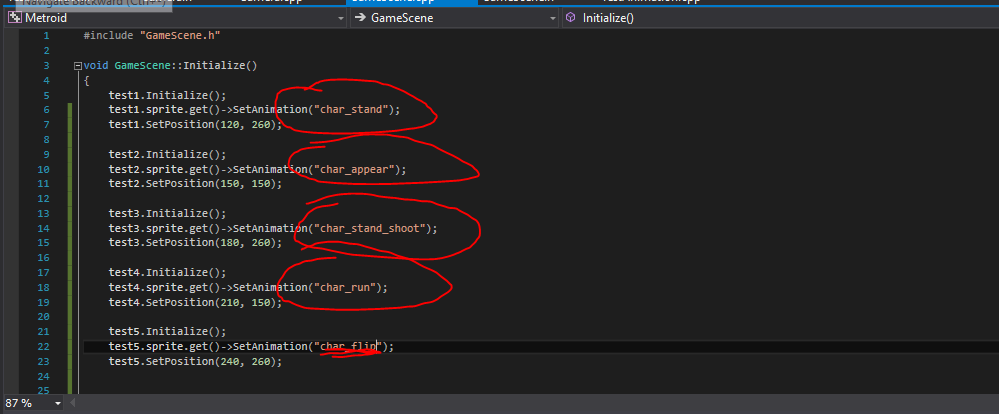 Navigate Backward (Ctrl+-)
Metroid
GameScene
Initialize()
1 #include "GameScene.h"
2
3 void GameScene::Initialize()
4 {
5 test1.Initialize();
6 test1.sprite.get()->SetAnimation("char_stand");
7 test1.SetPosition(120, 260);
8
9 test2.Initialize();
10 test2.sprite.get()->SetAnimation("char_appear");
11 test2.SetPosition(150, 150);
12
13 test3.Initialize();
14 test3.sprite.get()->SetAnimation("char_stand_shoot");
15 test3.SetPosition(180, 260);
16
17 test4.Initialize();
18 test4.sprite.get()->SetAnimation("char_run");
19 test4.SetPosition(210, 150);
20
21 test5.Initialize();
22 test5.sprite.get()->SetAnimation("char_flip");
23 test5.SetPosition(240, 260);
24
25
87 %